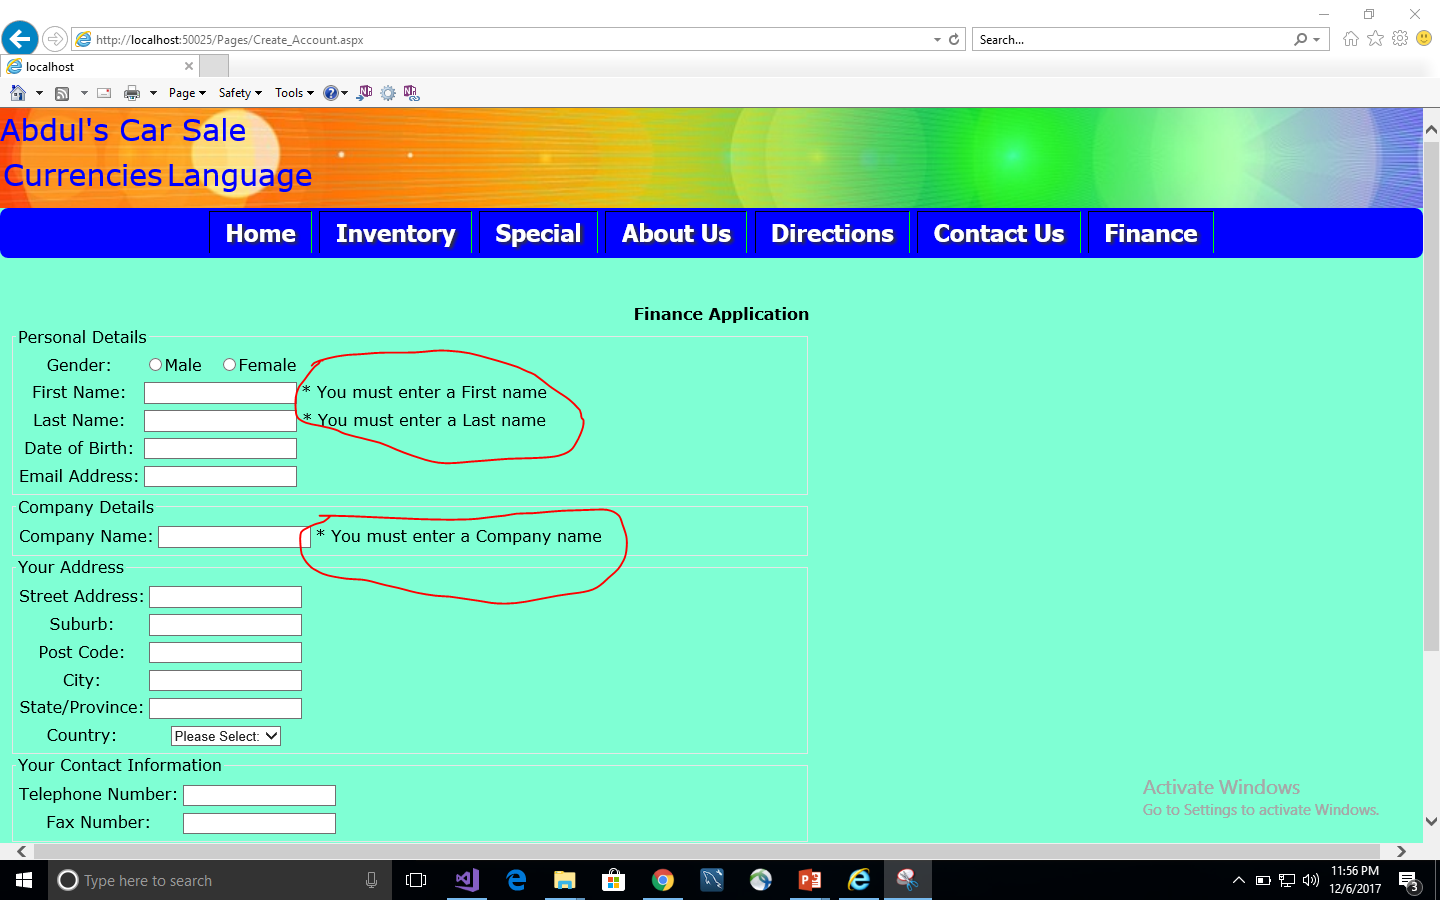 http://localhost:50025/Pages/Create_Account.aspx
Search...
localhost
Page Safety Tools
Abdul's Car Sale
Currencies Language
Home Inventory Special About Us Directions Contact Us Finance
Finance Application
Personal Details
Gender: Male Female
First Name: * You must enter a First name
Last Name: * You must enter a Last name
Date of Birth:
Email Address:
Company Details
Company Name: * You must enter a Company name
Your Address
Street Address:
Suburb:
Post Code:
City:
State/Province:
Country: Please Select:
Your Contact Information
Telephone Number:
Fax Number:
Activate Windows
Go to Settings to activate Windows.
Type here to search
11:56 PM
12/6/2017
3